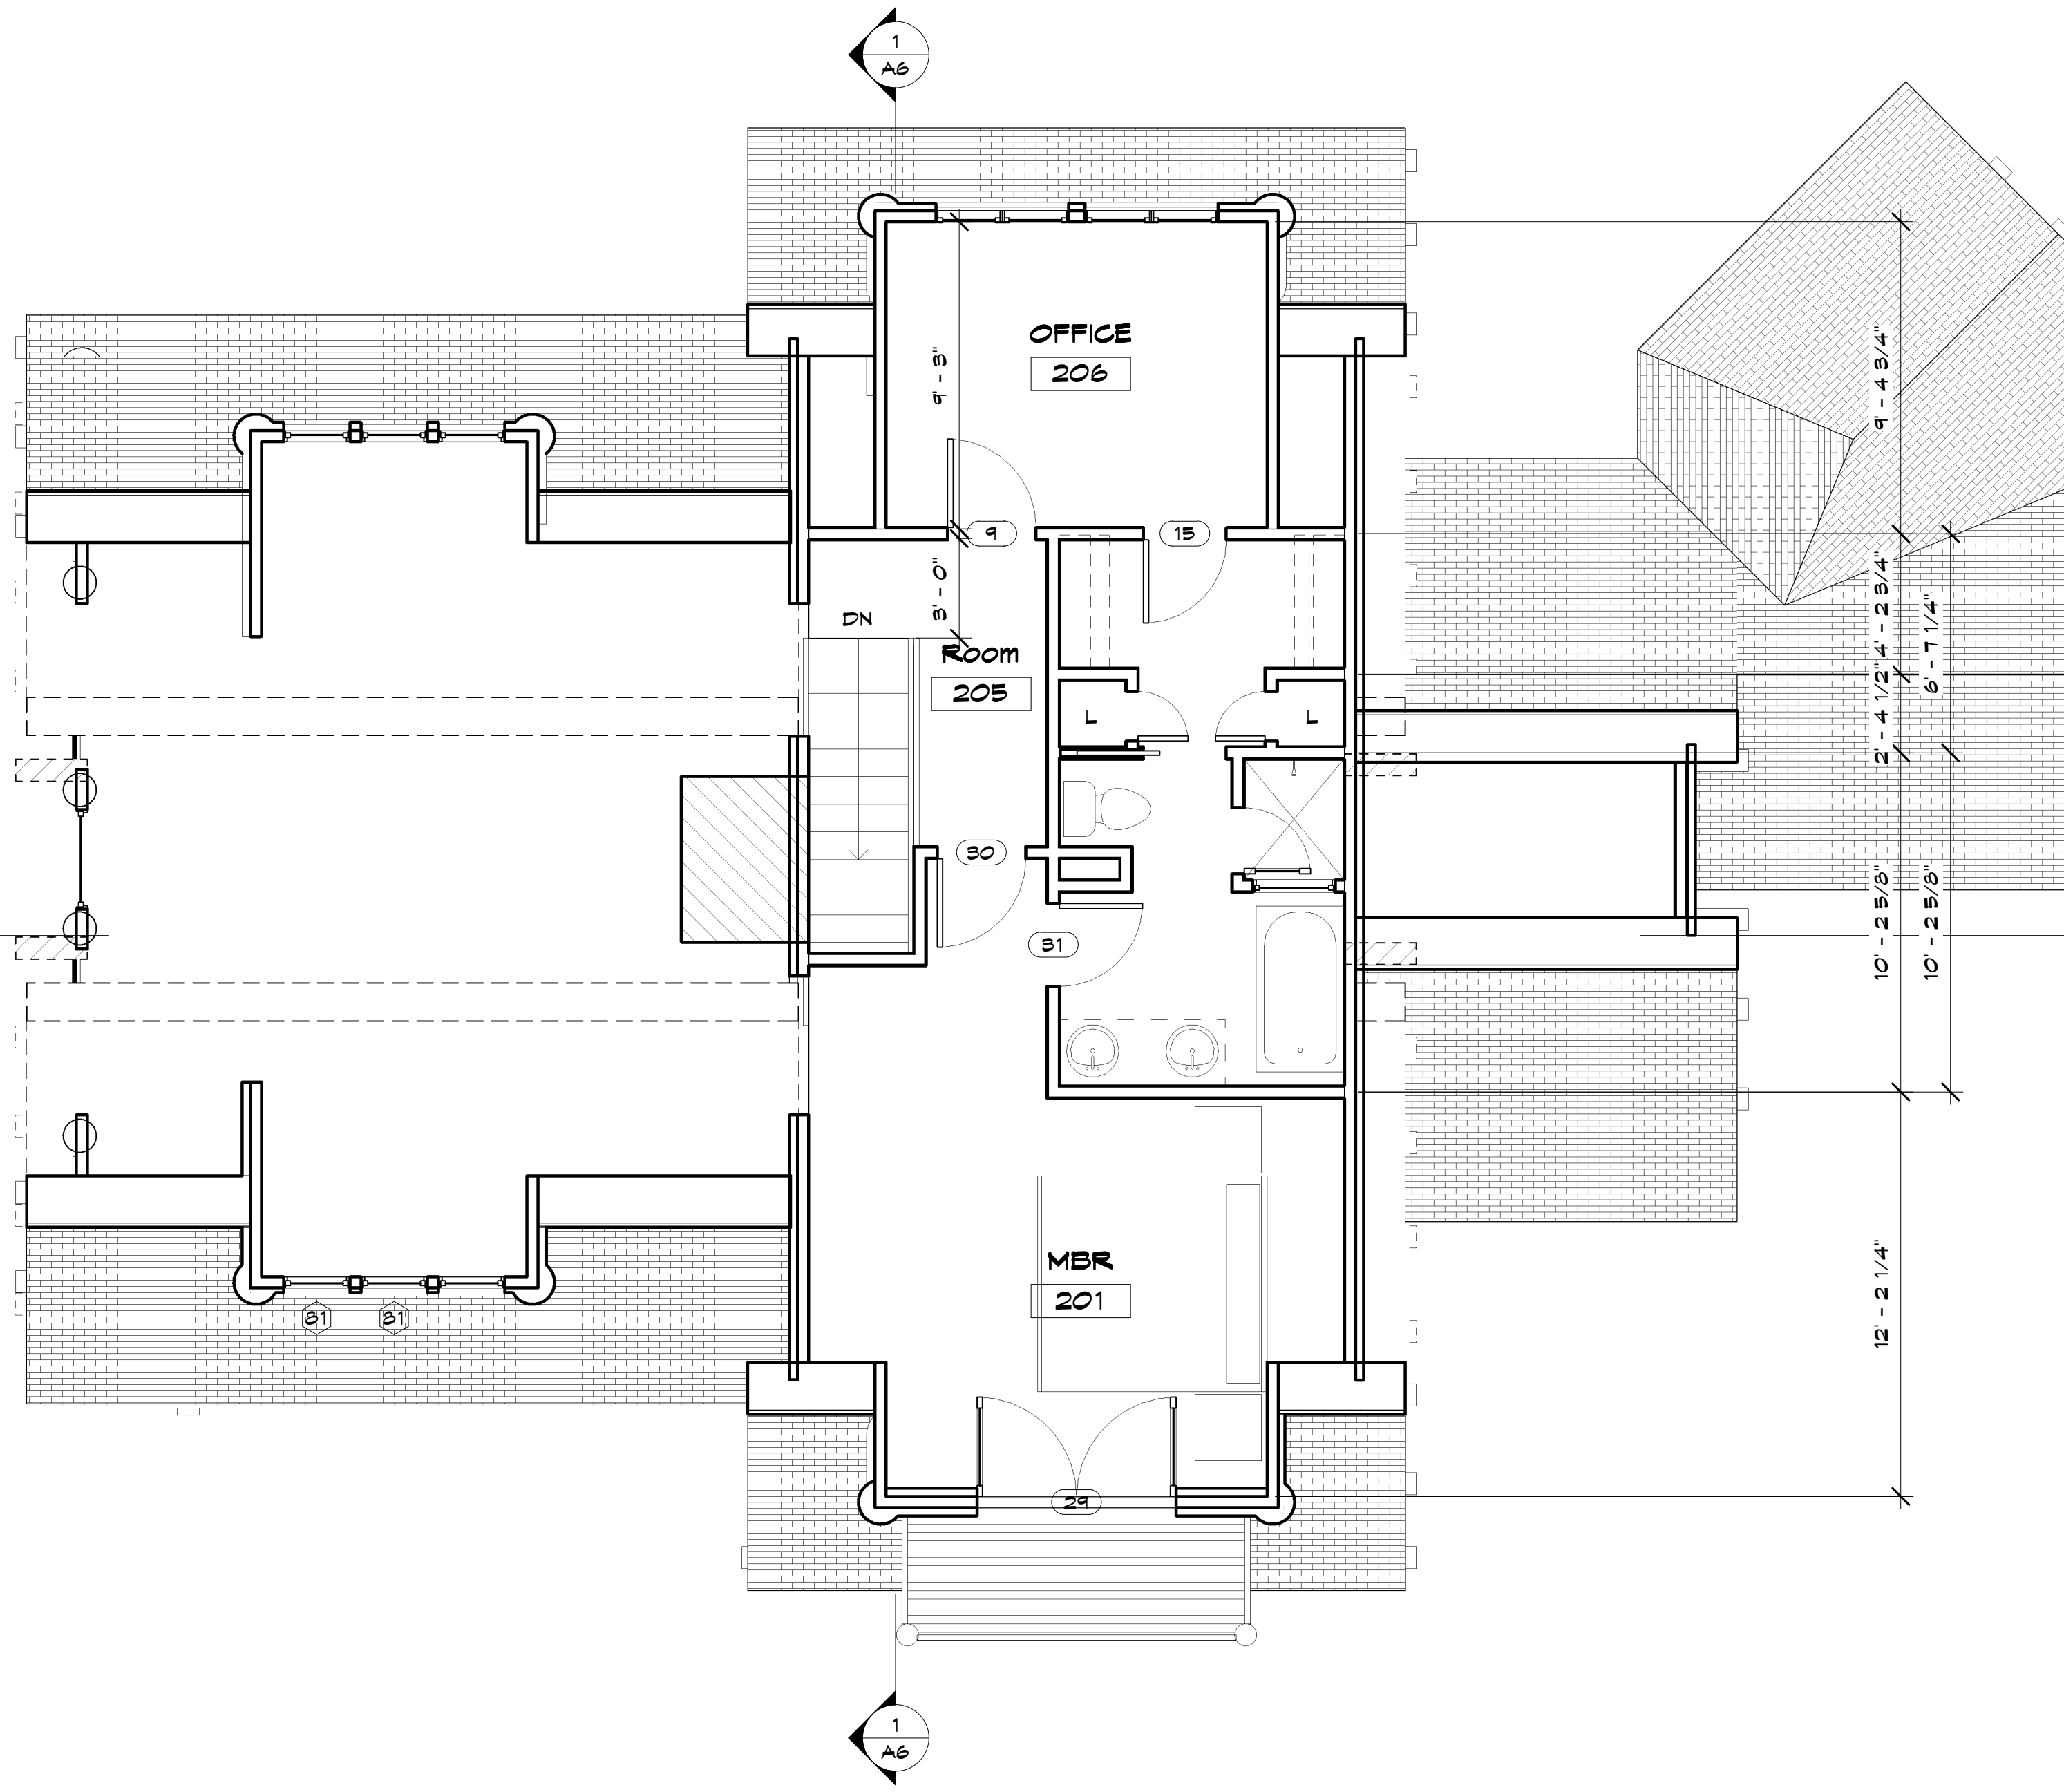 1
A6
OFFICE
206
9' - 3"
9' - 4 3/4"
9
15
3' - 0"
DN
Room
205
4' - 2 3/4"
6' - 7 1/4"
2' - 4 1/2"
L
L
30
31
10' - 2 5/8"
10' - 2 5/8"
MBR
201
12' - 2 1/4"
81
81
29
1
A6